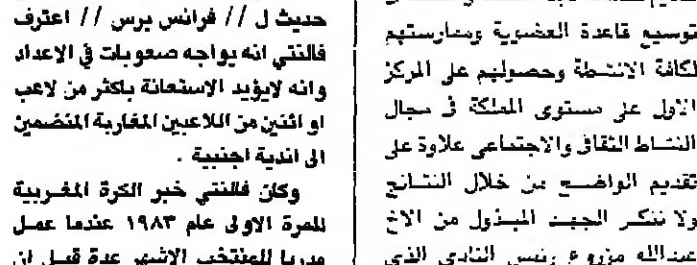 توسيع قاعدة العضوية وممارستهم
لكافة الانشطة وحصولهم على المركز
الاول على مستوى المملكة في مجال
النشاط الثقافي والاجتماعي علاوة على
تقديم الواضح من خلال النتائج
ولا ننكر الجهد المبذول من الاخ
عبدالله مزروع رئيس النادي الذي
حديث ل // فرانس برس // اعترف
فالنتي انه يواجه صعوبات في الاعداد
وانه لايؤيد الاستعانة باكثر من لاعب
او اثنين من اللاعبين المغاربة المنضمين
الى اندية اجنبية .
وكان فالنتي خبر الكرة المغربية
للمرة الاولى عام ١٩٨٣ عندما عمل
مدربا للمنتخب الاشهر عدة قبل ان